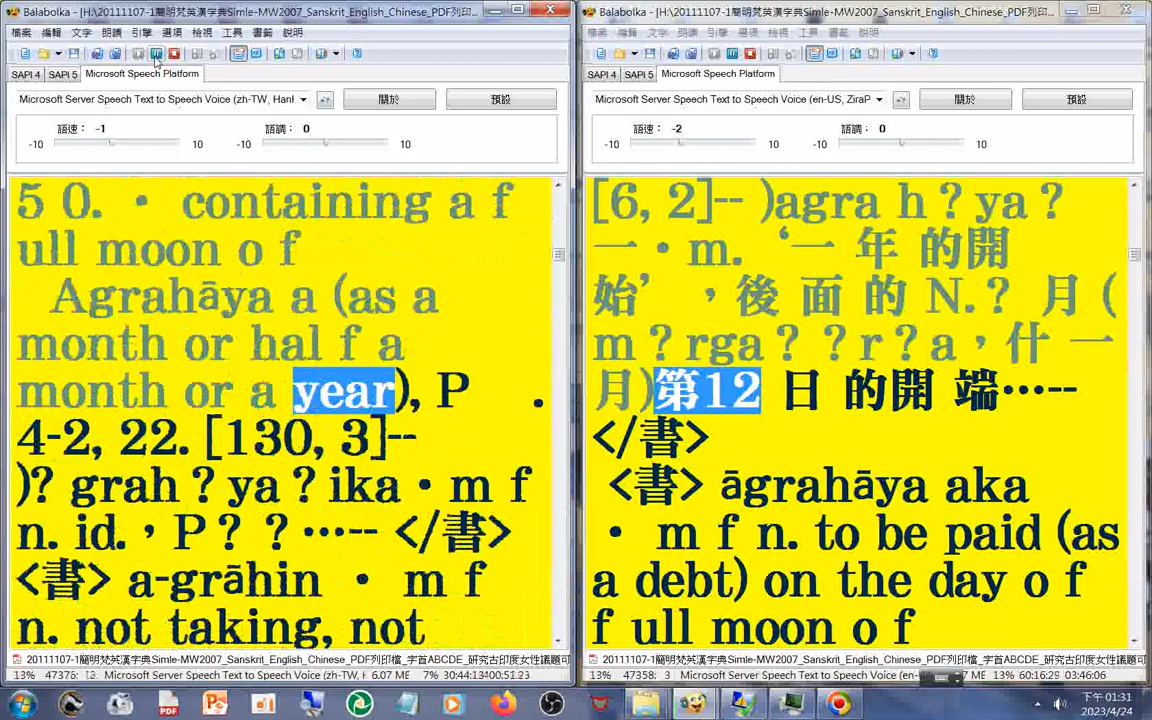 Balabolka - [H:\20111107-1簡明梵英漢字典Simle-MW2007_Sanskrit_English_Chinese_PDF列印...
檔案 編輯 文字 朗讀 引擎 選項 檢視 工具 書籤 說明
SAPI 4 SAPI 5 Microsoft Speech Platform
Microsoft Server Speech Text to Speech Voice (zh-TW, HanH
關於 預設
語速： -1 語調： 0
-10 10 -10 10
5 0. · containing a f
ull moon o f
Agrahāya a (as a
month or hal f a
month or a year), P .
4-2, 22. [130, 3]--
)? grah ? ya ? ika · m f
n. id. , P ? ? …-- </書>
<書> a-grāhin · m f
n. not taking, not
20111107-1簡明梵英漢字典Simle-MW2007_Sanskrit_English_Chinese_PDF列印檔_字首ABCDE_研究古印度女性議題可
13% 47376: Microsoft Server Speech Text to Speech Voice (zh-TW, H 6.07 ME 7% 30:44:13400:51:23
Balabolka - [H:\20111107-1簡明梵英漢字典Simle-MW2007_Sanskrit_English_Chinese_PDF列印...
檔案 編輯 文字 朗讀 引擎 選項 檢視 工具 書籤 說明
SAPI 4 SAPI 5 Microsoft Speech Platform
Microsoft Server Speech Text to Speech Voice (en-US, ZiraP
關於 預設
語速： -2 語調： 0
-10 10 -10 10
[6, 2]-- )agra h ? ya ?
一 · m. ‘一 年 的開
始’ ，後 面 的 N. ? 月 (
m ? rga ? ? r ? a，什 一
月)第12 日 的開 端…--
</書>
<書> āgrahāya aka
· m f n. to be paid (as
a debt) on the day o f
f ull moon o f
20111107-1簡明梵英漢字典Simle-MW2007_Sanskrit_English_Chinese_PDF列印檔_字首ABCDE_研究古印度女性議題可
13% 47358: 3 Microsoft Server Speech Text to Speech Voice 13% 60:16:29 03:46:06
下午 01:31
2023/4/24